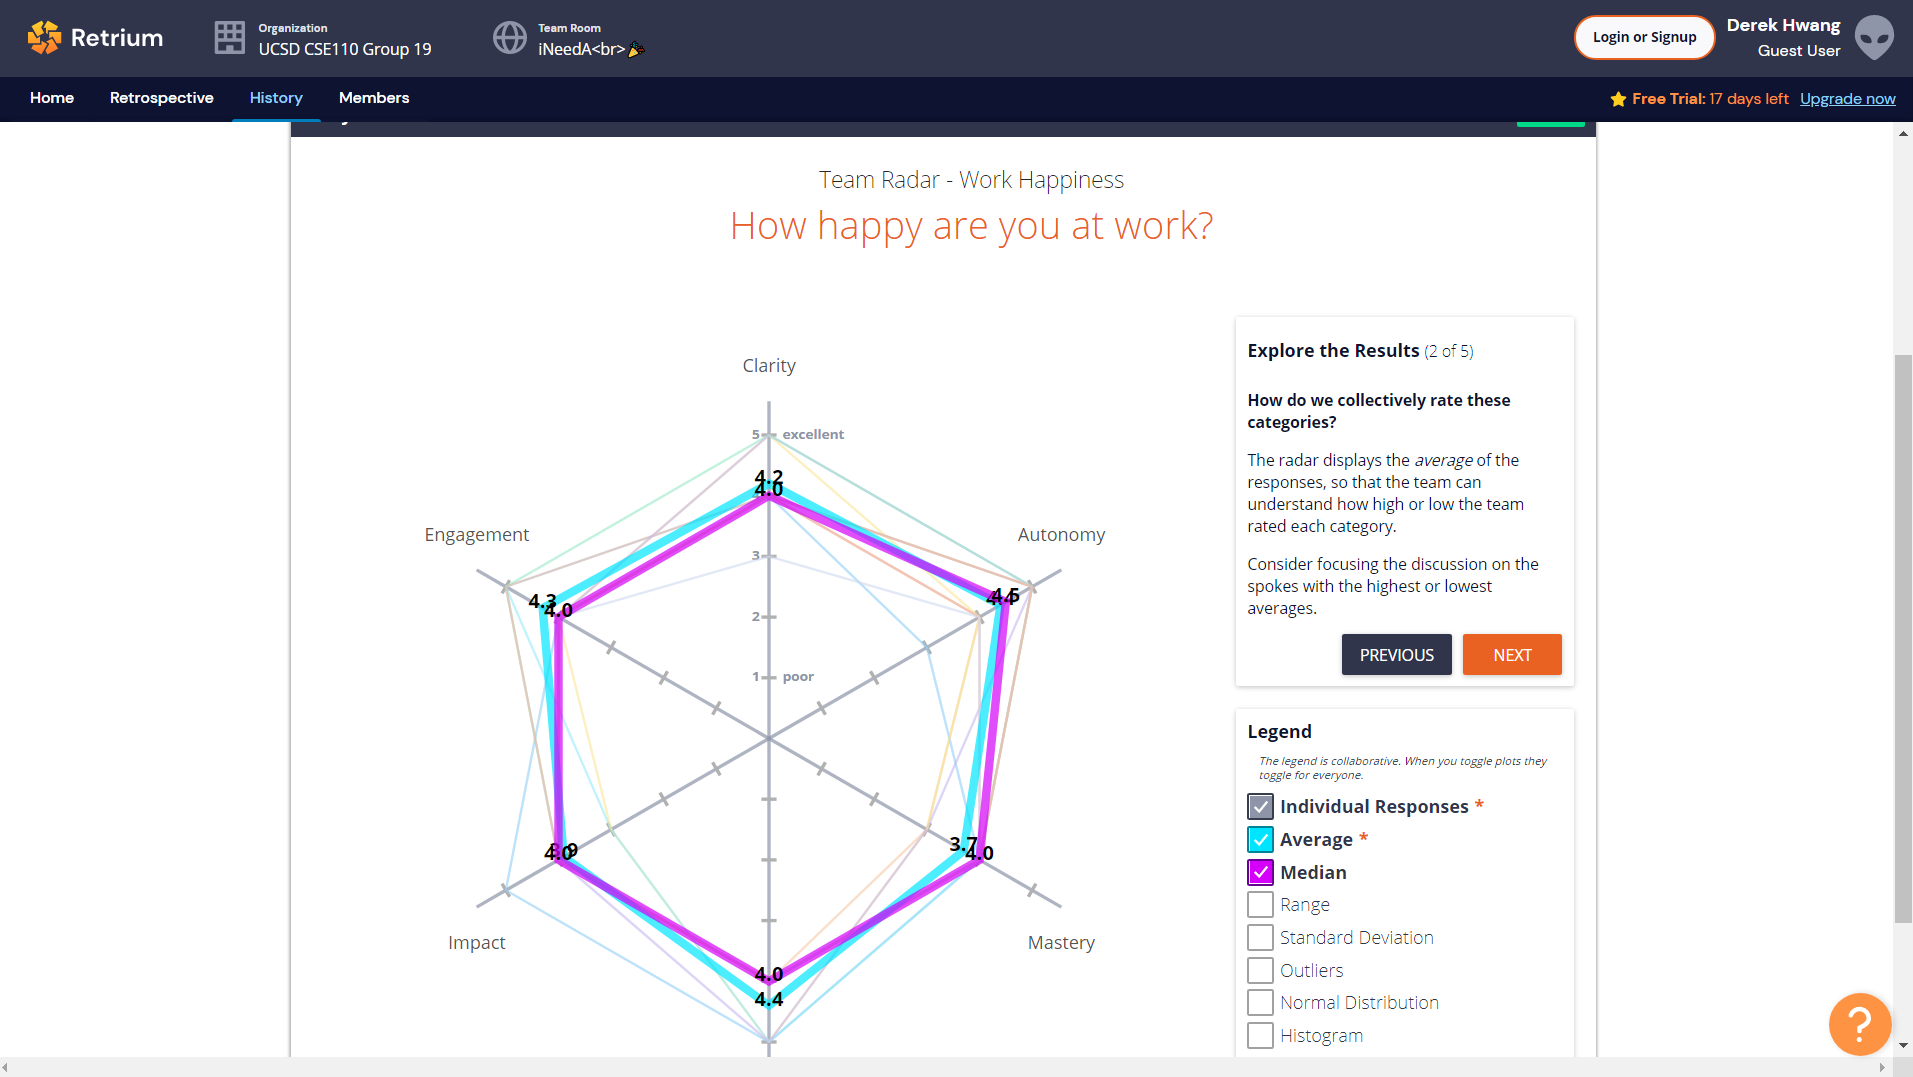 Retrium
Organization
UCSD CSE110 Group 19
Team Room
iNeedA<br>🎉
Login or Signup
Derek Hwang
Guest User
Home
Retrospective
History
Members
Free Trial: 17 days left
Upgrade now
Team Radar - Work Happiness
How happy are you at work?
Clarity
5
excellent
4.2
4.0
Engagement
Autonomy
3
4.3
4.0
4.5
2
1
poor
4.0
3.7
4.0
Impact
Mastery
4.0
4.4
Explore the Results (2 of 5)
How do we collectively rate these
categories?
The radar displays the average of the
responses, so that the team can
understand how high or low the team
rated each category.
Consider focusing the discussion on the
spokes with the highest or lowest
averages.
PREVIOUS
NEXT
Legend
The legend is collaborative. When you toggle plots they
toggle for everyone.
Individual Responses *
Average *
Median
Range
Standard Deviation
Outliers
Normal Distribution
Histogram
?